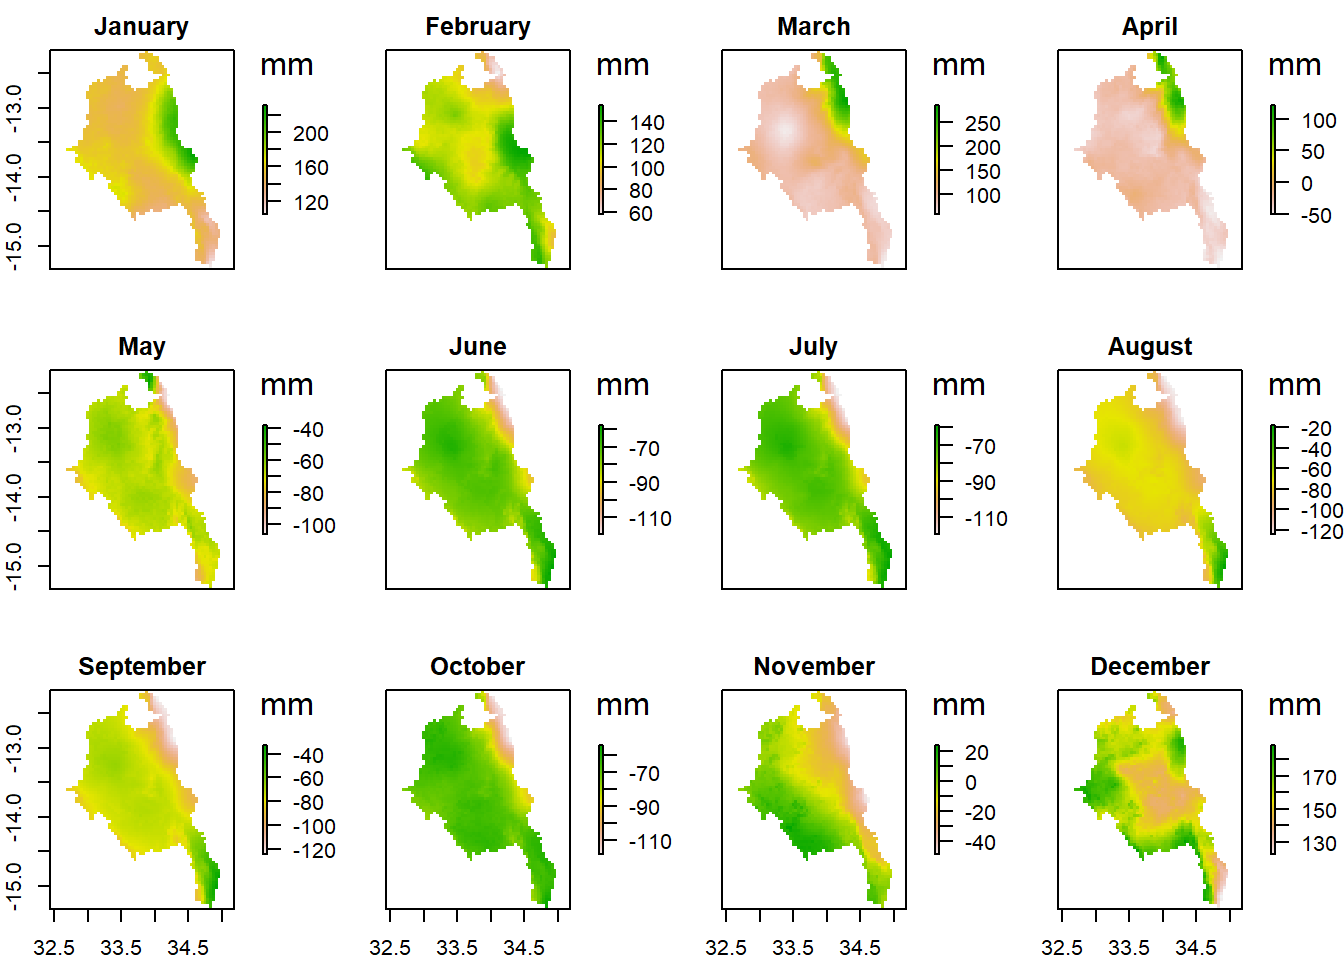 January
mm
200
160
120
-13.0
-14.0
-15.0
February
mm
140
120
100
80
60
March
mm
250
200
150
100
April
mm
100
50
0
-50
May
mm
-40
-60
-80
-100
-13.0
-14.0
-15.0
June
mm
-70
-90
-110
July
mm
-70
-90
-110
August
mm
-20
-40
-60
-80
-100
-120
September
mm
-40
-60
-80
-100
-120
-13.0
-14.0
-15.0
32.5 33.5 34.5
October
mm
-70
-90
-110
32.5 33.5 34.5
November
mm
20
0
-20
-40
32.5 33.5 34.5
December
mm
170
150
130
32.5 33.5 34.5